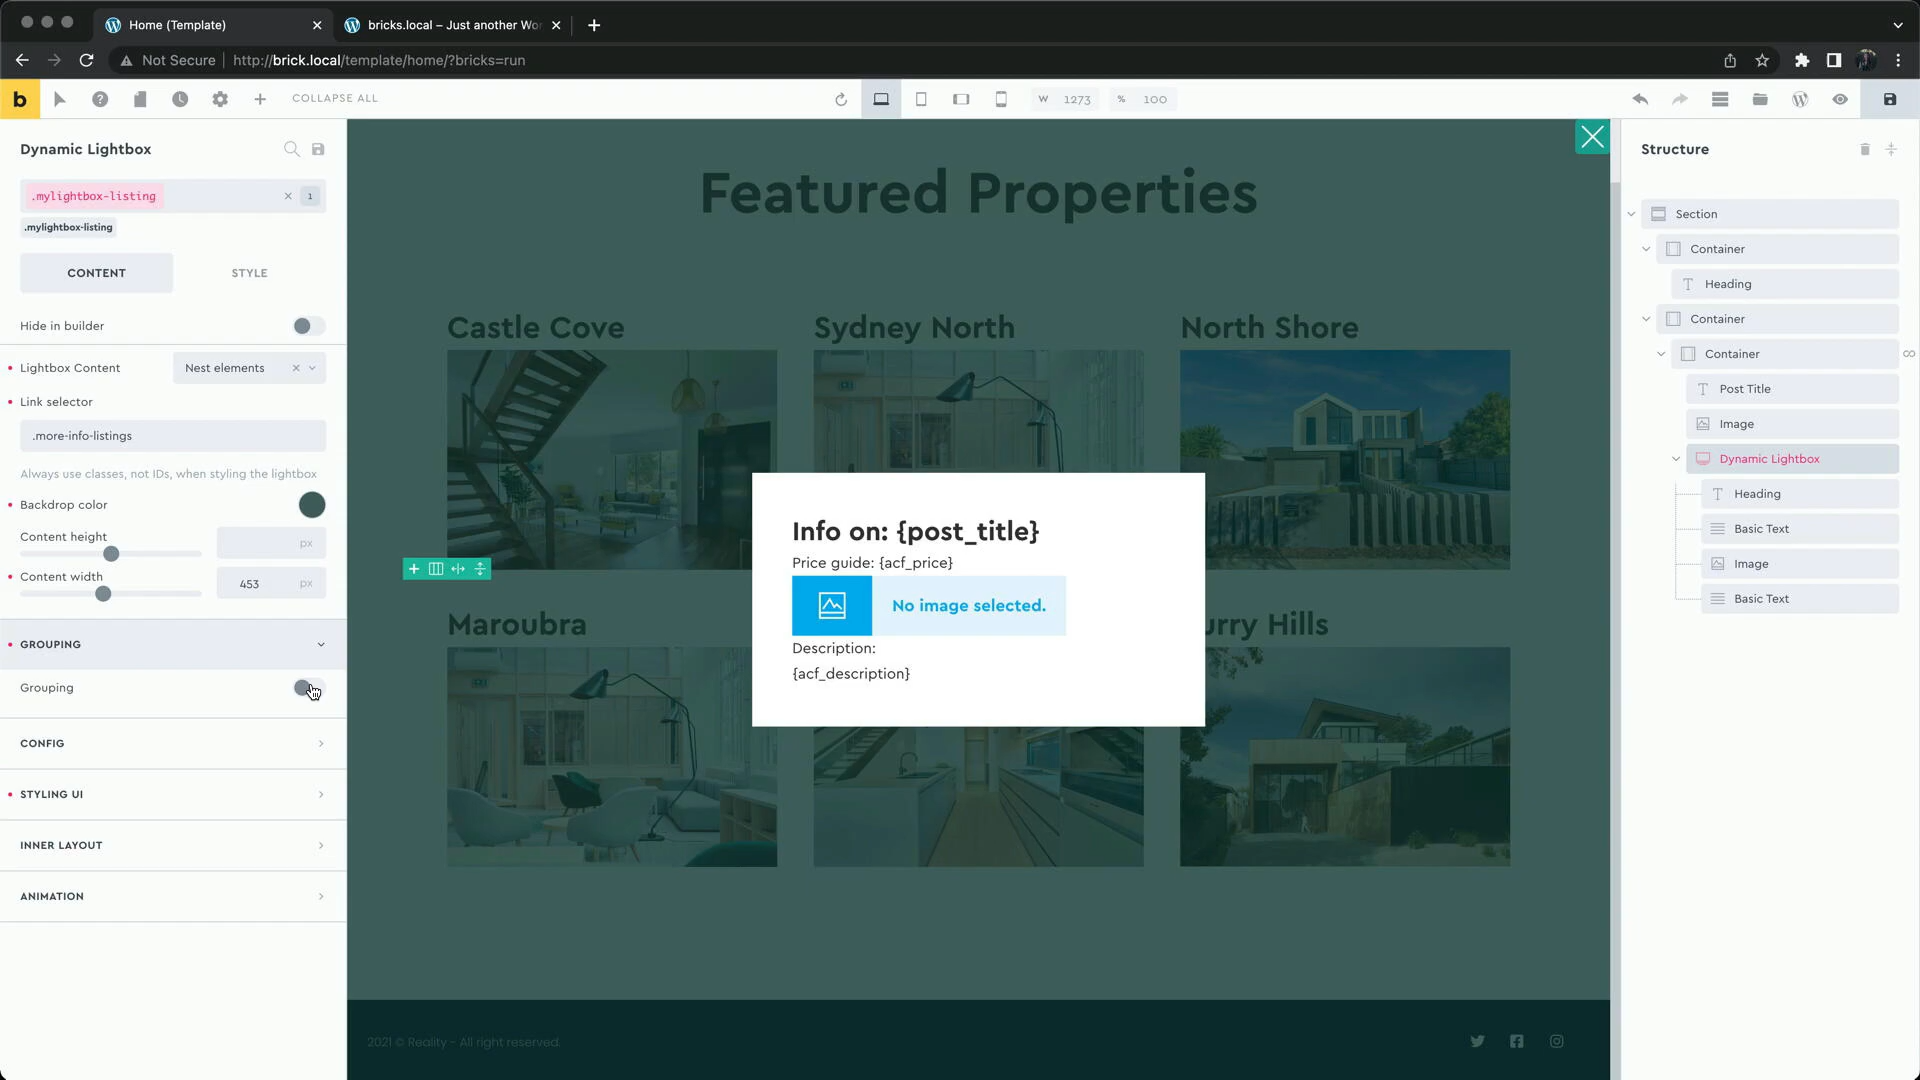 Home (Template)
bricks.local – Just another Wo
Not Secure
http://brick.local/template/home/?bricks=run
b
COLLAPSE ALL
W 1273
% 100
Dynamic Lightbox
.mylightbox-listing
1
.mylightbox-listing
CONTENT
STYLE
Hide in builder
Lightbox Content
Nest elements
Link selector
.more-info-listings
Always use classes, not IDs, when styling the lightbox
Backdrop color
Content height
px
Content width
453 px
GROUPING
Grouping
CONFIG
STYLING UI
INNER LAYOUT
ANIMATION
Featured Properties
Castle Cove
Sydney North
North Shore
Info on: {post_title}
Price guide: {acf_price}
No image selected.
Description:
{acf_description}
Maroubra
urry Hills
2021 © Reality - All right reserved.
Structure
Section
Container
Heading
Container
Container
Post Title
Image
Dynamic Lightbox
Heading
Basic Text
Image
Basic Text